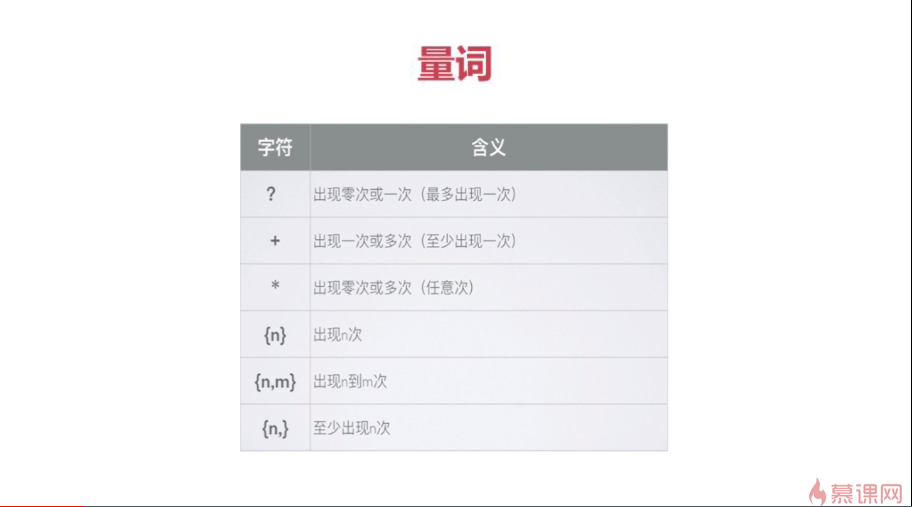 量词
字符 含义
? 出现零次或一次（最多出现一次）
+ 出现一次或多次（至少出现一次）
* 出现零次或多次（任意次）
{n} 出现n次
{n,m} 出现n到m次
{n,} 至少出现n次
慕课网